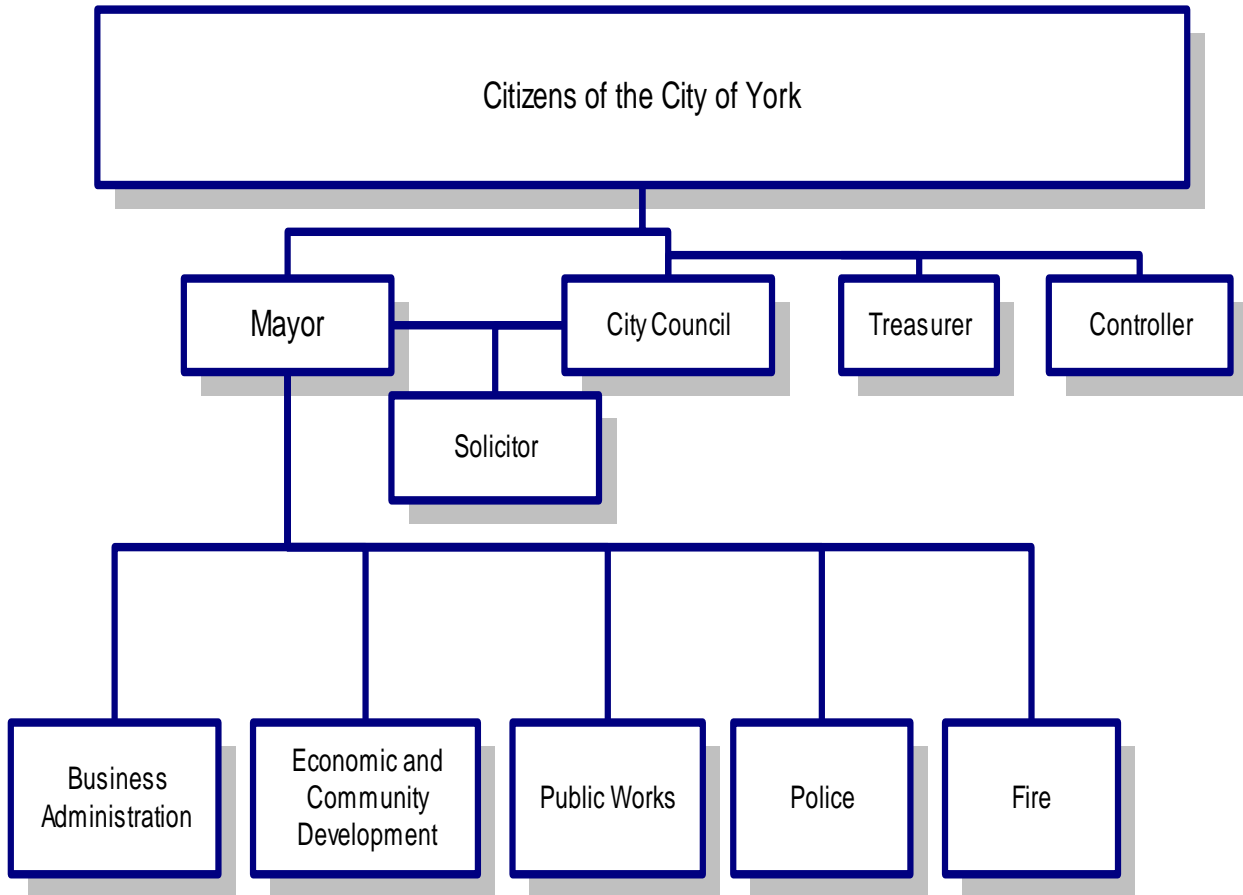 Citizens of the City of York
Mayor
City Council
Treasurer
Controller
Solicitor
Business
Administration
Economic and
Community
Development
Public Works
Police
Fire